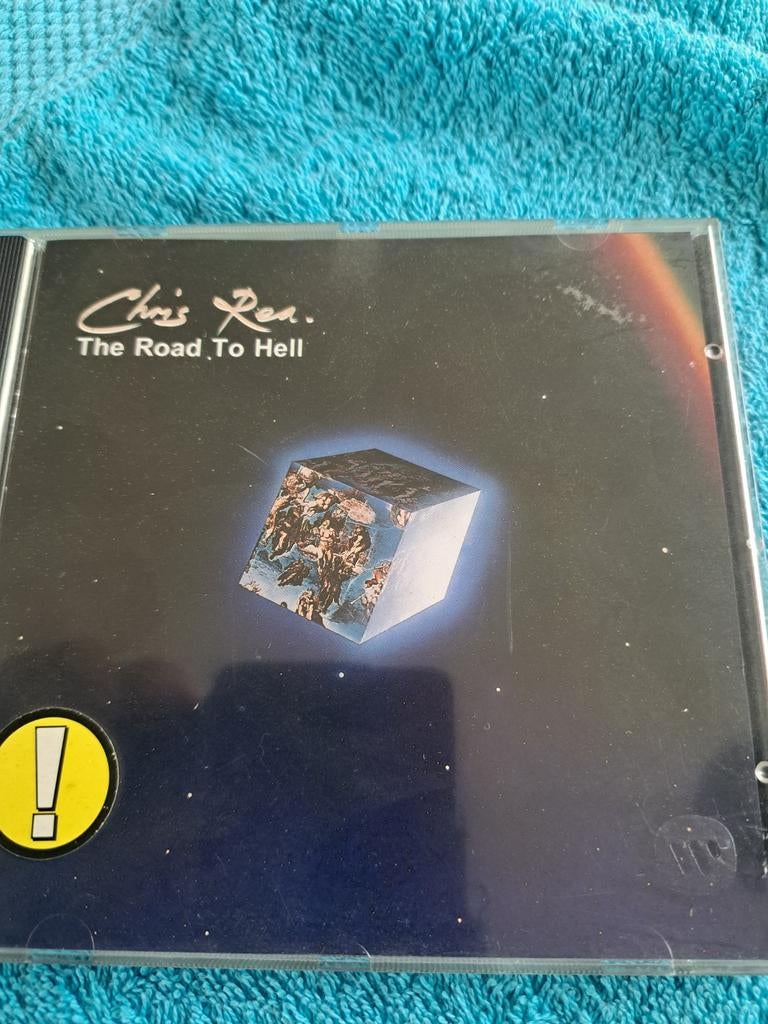 Chris Rea.
The Road To Hell
!